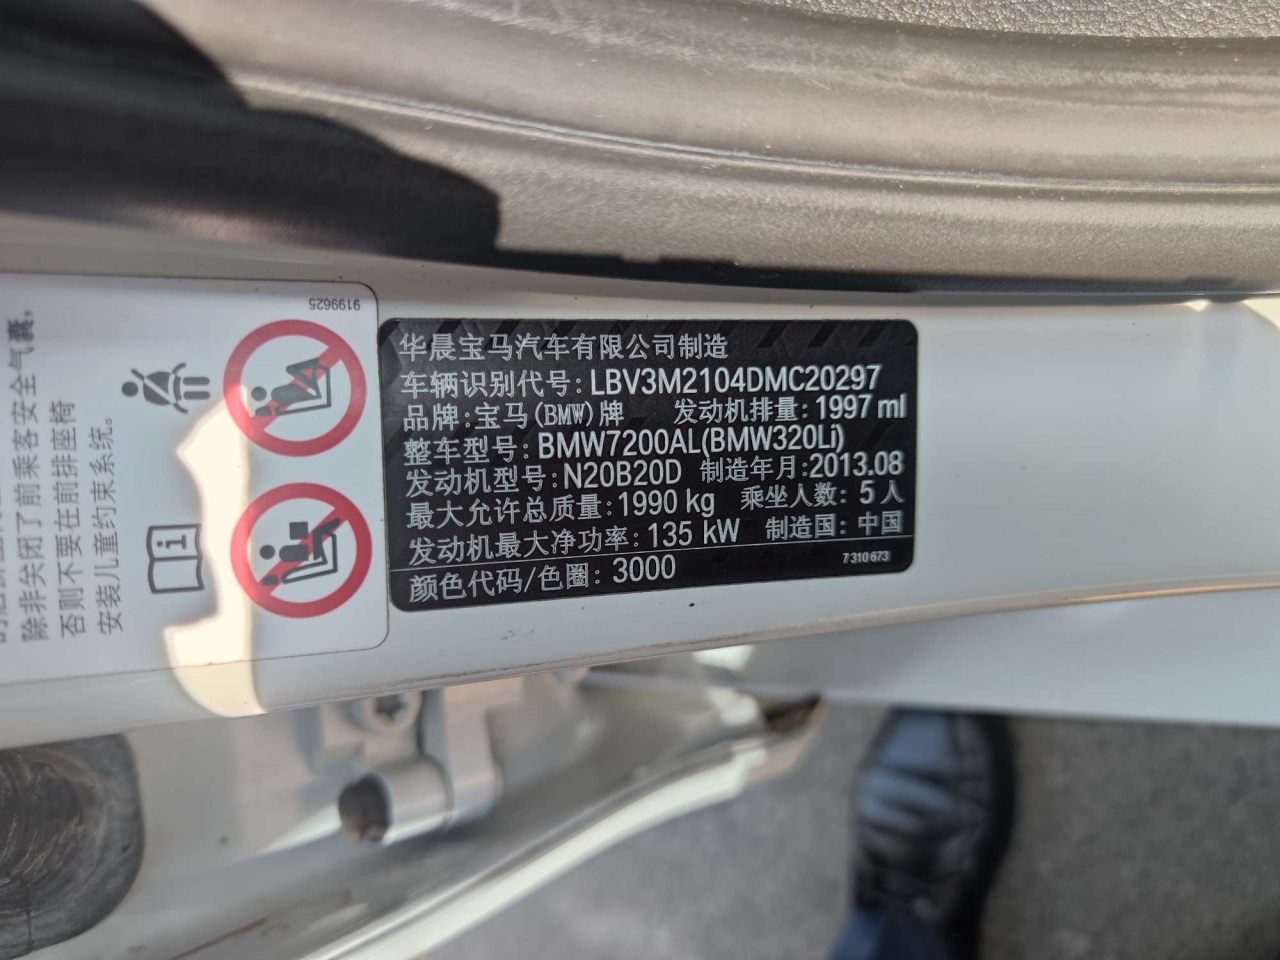 9199625
除非关闭了前乘客安全气囊,
否则不要在前排座椅
安装儿童约束系统。
华晨宝马汽车有限公司制造
车辆识别代号: LBV3M2104DMC20297
品牌: 宝马(BMW)牌 发动机排量: 1997 ml
整车型号: BMW7200AL(BMW320Li)
发动机型号: N20B20D 制造年月: 2013.08
最大允许总质量: 1990 kg 乘坐人数: 5人
发动机最大净功率: 135 kW 制造国: 中国
颜色代码/色圈: 3000
7 310 673